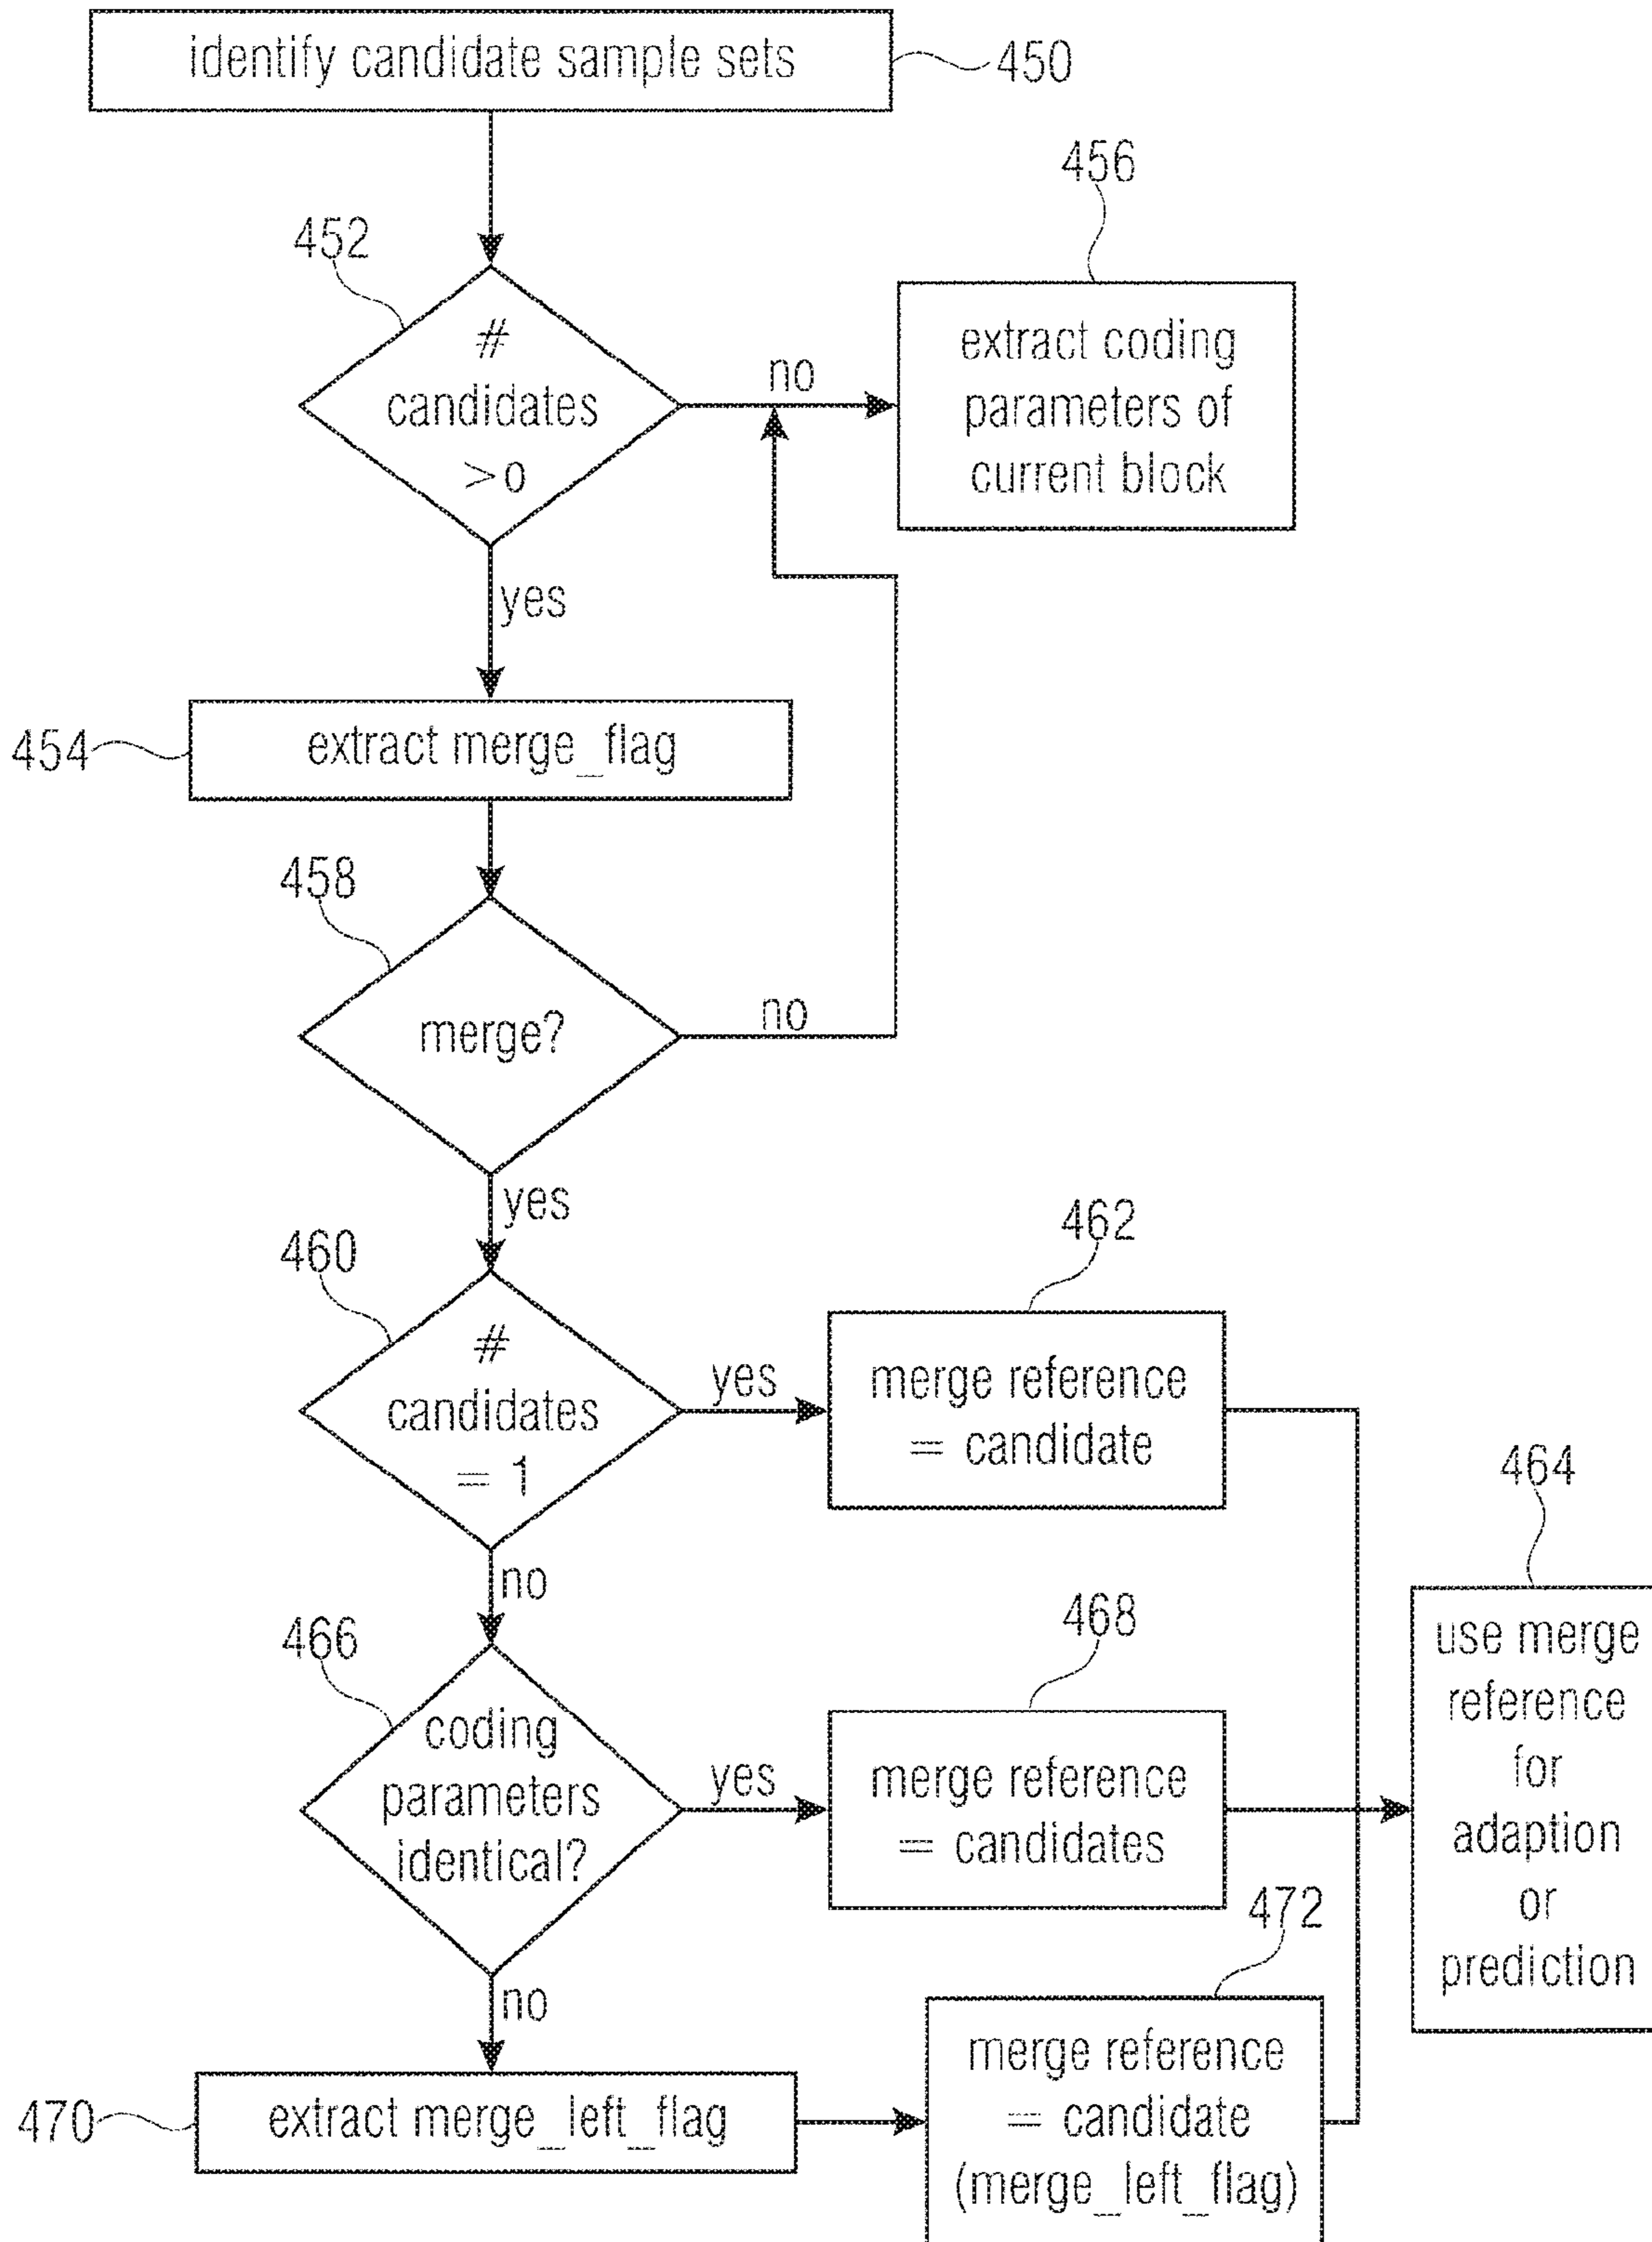 identify candidate sample sets
450
456
452
#
candidates
>0
no
extract coding
parameters of
current block
yes
454
extract merge_flag
458
merge?
no
yes
460
462
#
candidates
= 1
yes
merge reference
= candidate
464
no
466
468
coding
parameters
identical?
yes
merge reference
= candidates
use merge
reference
for
adaption
or
prediction
472
no
470
extract merge_left_flag
merge reference
= candidate
(merge_left_flag)